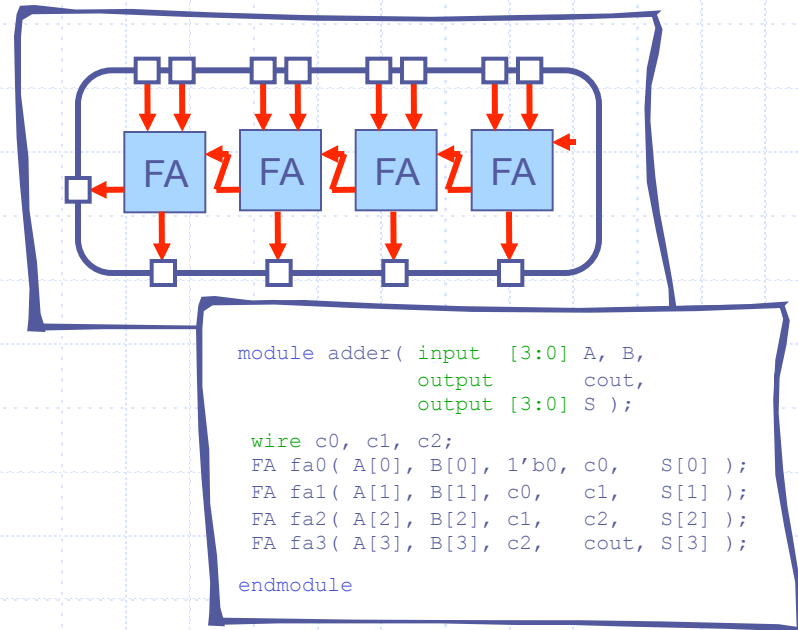 FA FA FA FA
module adder( input [3:0] A, B,
output cout,
output [3:0] S );
wire c0, c1, c2;
FA fa0( A[0], B[0], 1’b0, c0, S[0] );
FA fa1( A[1], B[1], c0, c1, S[1] );
FA fa2( A[2], B[2], c1, c2, S[2] );
FA fa3( A[3], B[3], c2, cout, S[3] );
endmodule